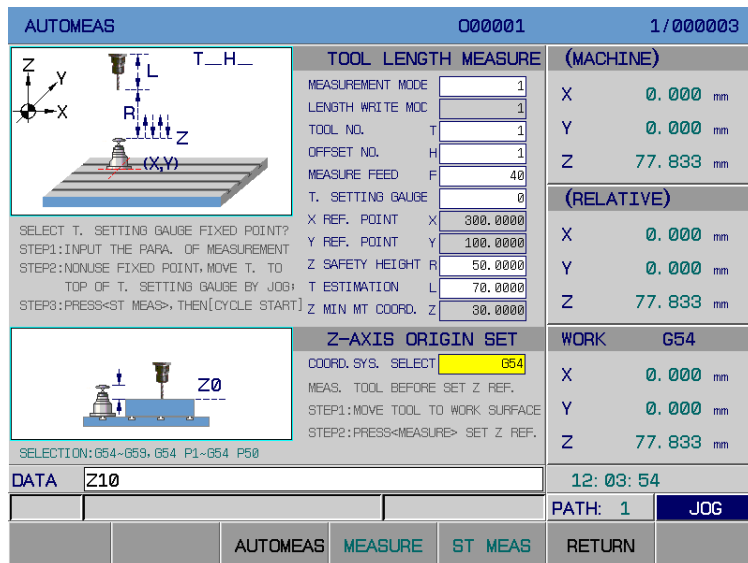 AUTOMEAS O00001 1/000003
T__H__
Z
Y
X
L
R
Z
(X,Y)
TOOL LENGTH MEASURE
MEASUREMENT MODE 1
LENGTH WRITE MOD 1
TOOL NO. T 1
OFFSET NO. H 1
MEASURE FEED F 40
T. SETTING GAUGE 0
X REF. POINT X 300.0000
Y REF. POINT Y 100.0000
Z SAFETY HEIGHT R 50.0000
T ESTIMATION L 70.0000
Z MIN MT COORD. Z 30.0000
SELECT T. SETTING GAUGE FIXED POINT?
STEP1:INPUT THE PARA. OF MEASUREMENT
STEP2:NONUSE FIXED POINT,MOVE T. TO
TOP OF T. SETTING GAUGE BY JOG;
STEP3:PRESS<ST MEAS>,THEN[CYCLE START]
Z0
SELECTION:G54~G59,G54 P1~G54 P50
Z-AXIS ORIGIN SET
COORD.SYS. SELECT G54
MEAS. TOOL BEFORE SET Z REF.
STEP1:MOVE TOOL TO WORK SURFACE
STEP2:PRESS<MEASURE> SET Z REF.
(MACHINE)
X 0.000 mm
Y 0.000 mm
Z 77.833 mm
(RELATIVE)
X 0.000 mm
Y 0.000 mm
Z 77.833 mm
WORK G54
X 0.000 mm
Y 0.000 mm
Z 77.833 mm
DATA Z10
12:03:54
PATH: 1 JOG
AUTOMEAS MEASURE ST MEAS RETURN